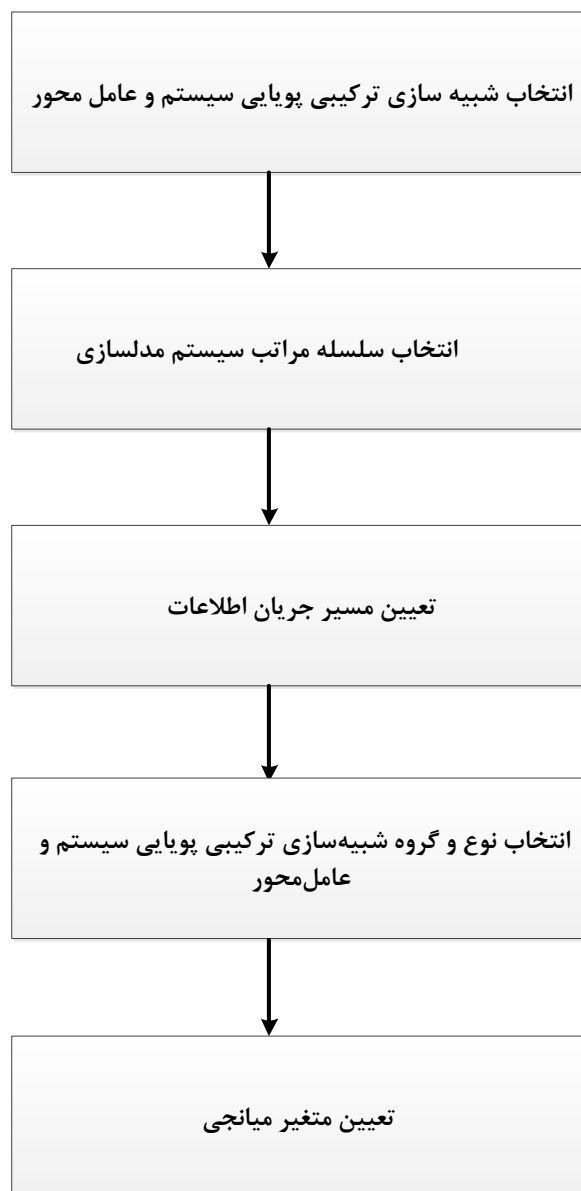 انتخاب شبیه سازی ترکیبی پویایی سیستم و عامل محور
انتخاب سلسله مراتب سیستم مدلسازی
تعیین مسیر جریان اطلاعات
انتخاب نوع و گروه شبیه‌سازی ترکیبی پویایی سیستم و
عامل‌محور
تعیین متغیر میانجی